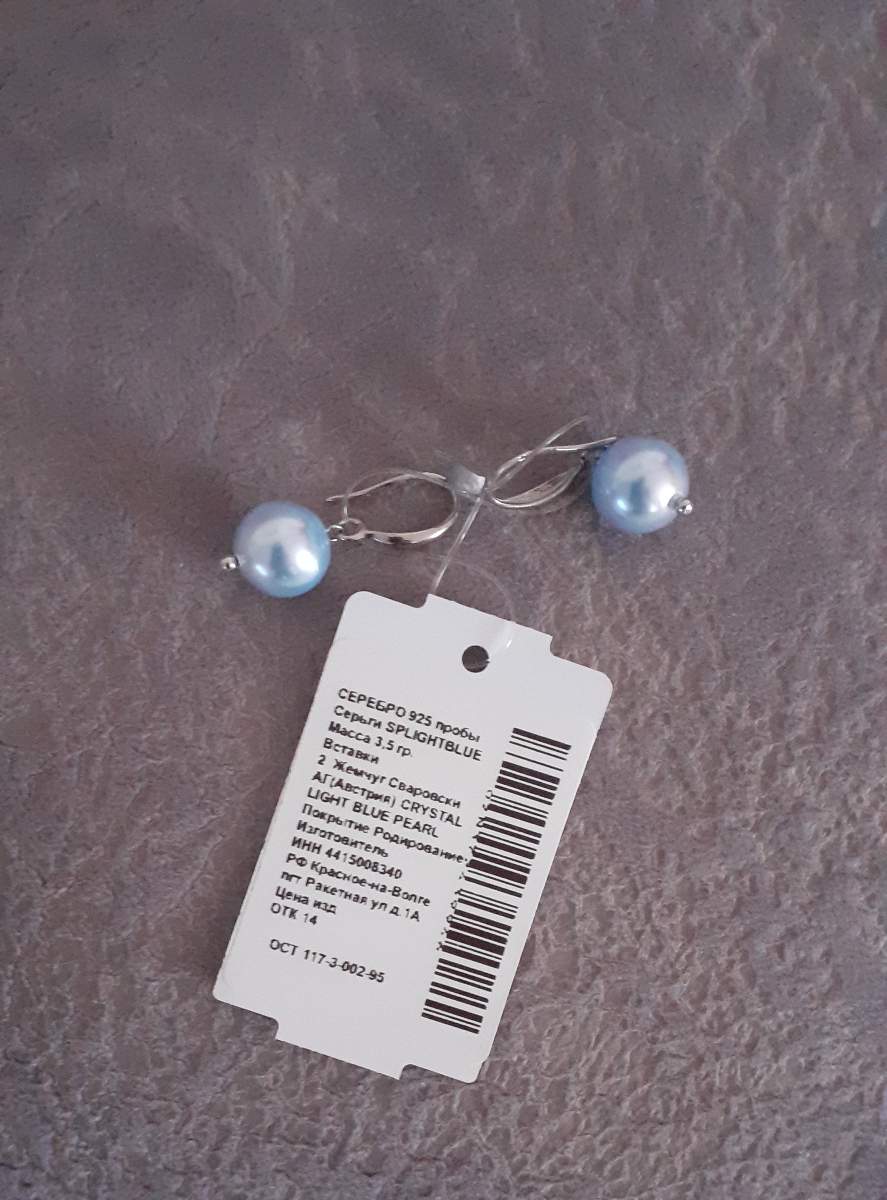 СЕРЕБРО 925 пробы
Серьги SPLIGHTBLUE
Масса 3,5 гр.
Вставки
2 Жемчуг Сваровски
АГ(Австрия) CRYSTAL
LIGHT BLUE PEARL
Покрытие Родирование
Изготовитель
ИНН 4415008340
РФ Красное-на-Волге
пгт Ракетная ул д.1А
Цена изд
ОТК 14
ОСТ 117-3-002-95